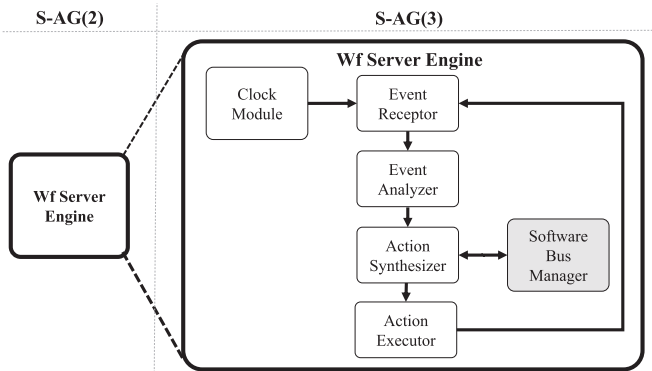 S-AG(2)
S-AG(3)
Wf Server Engine
Clock
Module
Event
Receptor
Event
Analyzer
Wf Server
Engine
Action
Synthesizer
Software
Bus
Manager
Action
Executor